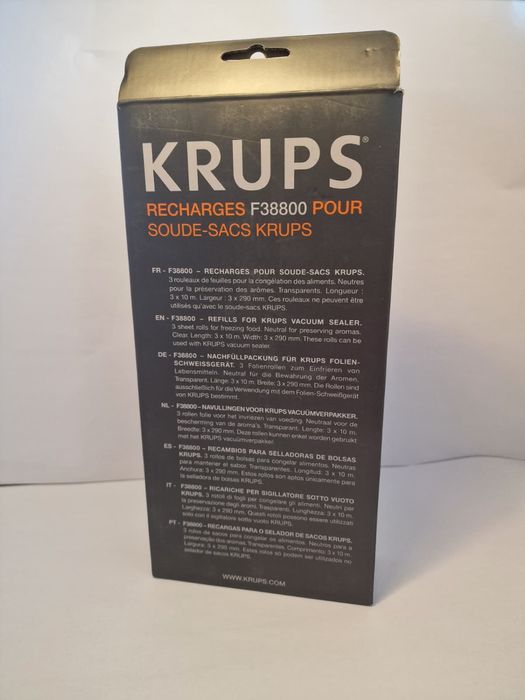 KRUPS®
RECHARGES F38800 POUR
SOUDE-SACS KRUPS
FR - F38800 – RECHARGES POUR SOUDE-SACS KRUPS.
3 rouleaux de feuilles pour la congélation des aliments. Neutres
pour la préservation des arômes. Transparents. Longueur :
3 x 10 m. Largeur : 3 x 290 mm. Ces rouleaux ne peuvent être
utilisés qu'avec le soude-sacs KRUPS.
EN - F38800 – REFILLS FOR KRUPS VACUUM SEALER.
3 sheet rolls for freezing food. Neutral for preserving aromas.
Clear. Length: 3 x 10 m. Width: 3 x 290 mm. These rolls can be
used with KRUPS vacuum sealer.
DE - F38800 – NACHFÜLLPACKUNG FÜR KRUPS FOLIEN-
SCHWEISSGERÄT. 3 Folienrollen zum Einfrieren von
Lebensmitteln. Neutral für die Bewahrung der Aromen.
Transparent. Länge: 3 x 10 m. Breite: 3 x 290 mm. Die Rollen sind
ausschließlich für die Verwendung mit dem Folien-Schweißgerät
von KRUPS bestimmt.
NL - F38800 – NAVULLINGEN VOOR KRUPS VACUÜMVERPAKKER.
3 rollen folie voor het invriezen van voeding. Neutraal voor de
bescherming van de aroma's. Transparant. Lengte: 3 x 10 m.
Breedte: 3 x 290 mm. Deze rollen kunnen enkel worden gebruikt
met het KRUPS vacuümverpakker.
ES - F38800 – RECAMBIOS PARA SELLADORAS DE BOLSAS
KRUPS. 3 rollos de bolsas para congelar alimentos. Neutras
para mantener el sabor. Transparentes. Longitud: 3 x 10 m.
Anchura: 3 x 290 mm. Estos rollos son aptos únicamente para
la selladora de bolsas KRUPS.
IT - F38800 – RICARICHE PER SIGILLATORE SOTTO VUOTO
KRUPS. 3 rotoli di fogli per congelare gli alimenti. Neutri per
la preservazione degli aromi. Trasparenti. Lunghezza: 3 x 10 m.
Larghezza: 3 x 290 mm. Questi rotoli possono essere utilizzati
solo con il sigillatore sotto vuoto KRUPS.
PT - F38800 – RECARGAS PARA O SELADOR DE SACOS KRUPS.
3 rolos de sacos para congelar os alimentos. Neutros para a
preservação dos aromas. Transparentes. Comprimento: 3 x 10 m.
Largura: 3 x 290 mm. Estes rolos só podem ser utilizados no
selador de sacos KRUPS.
WWW.KRUPS.COM